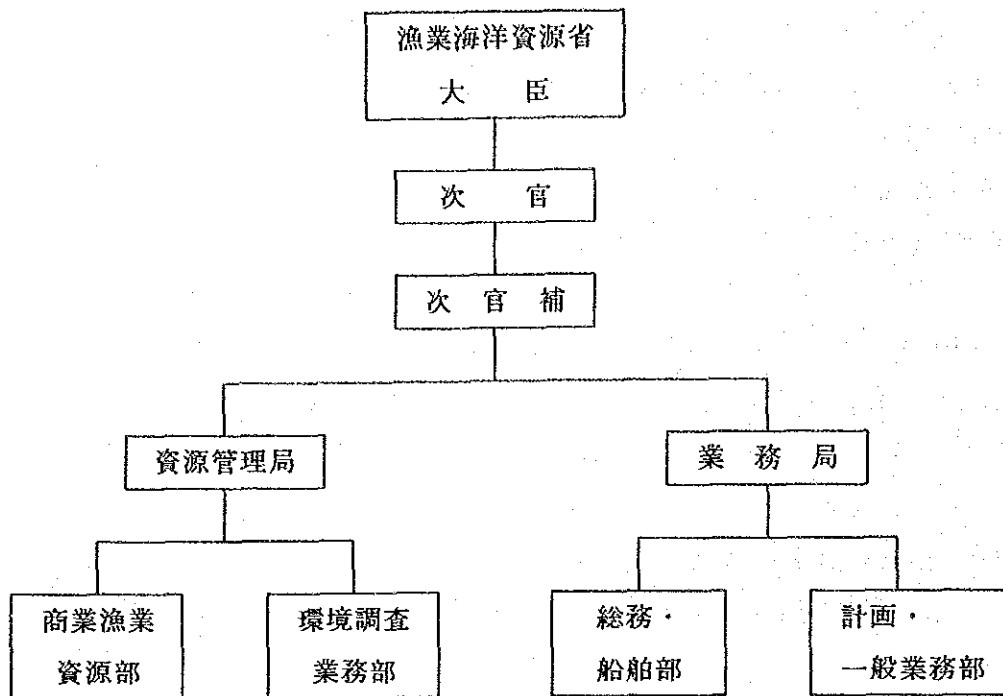 漁業海洋資源省
大臣
次官
次官補
資源管理局
業務局
商業漁業
資源部
環境調査
業務部
総務・
船舶部
計画・
一般業務部